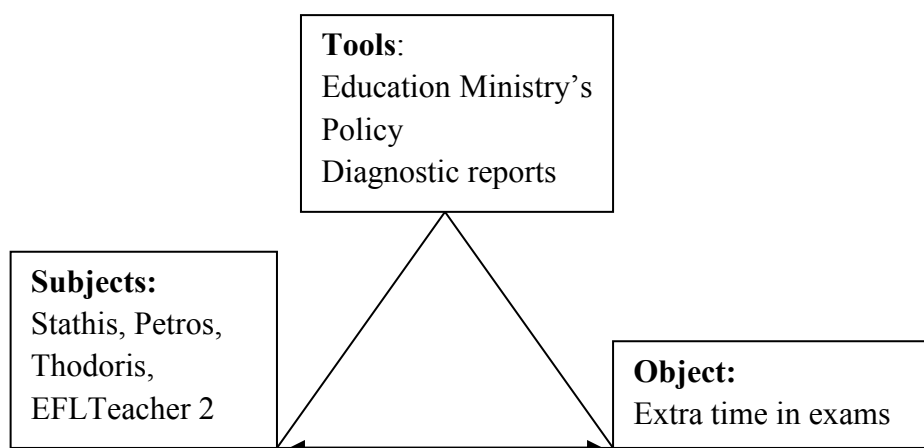 Tools:
Education Ministry’s
Policy
Diagnostic reports
Subjects:
Stathis, Petros,
Thodoris,
EFLTeacher 2
Object:
Extra time in exams